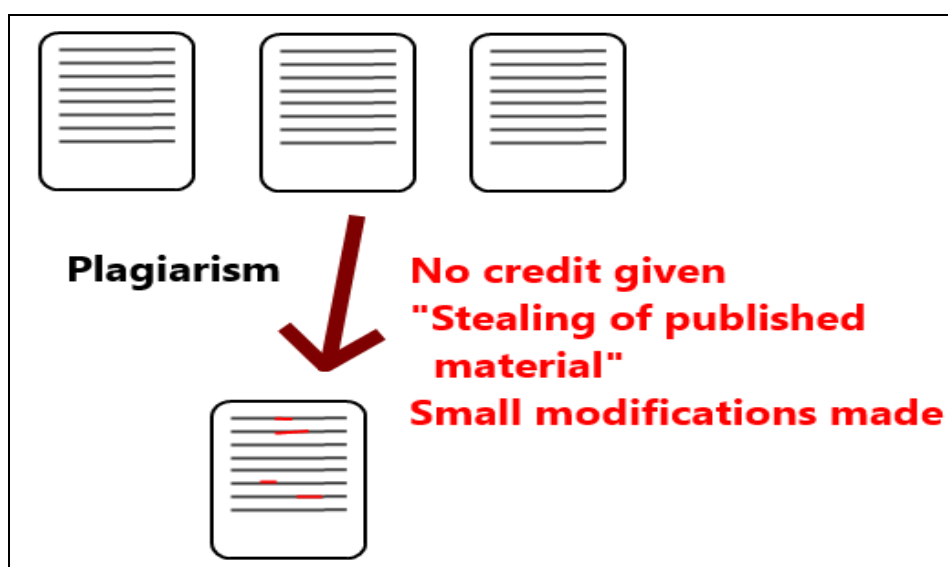 Plagiarism
No credit given
"Stealing of published
material"
Small modifications made